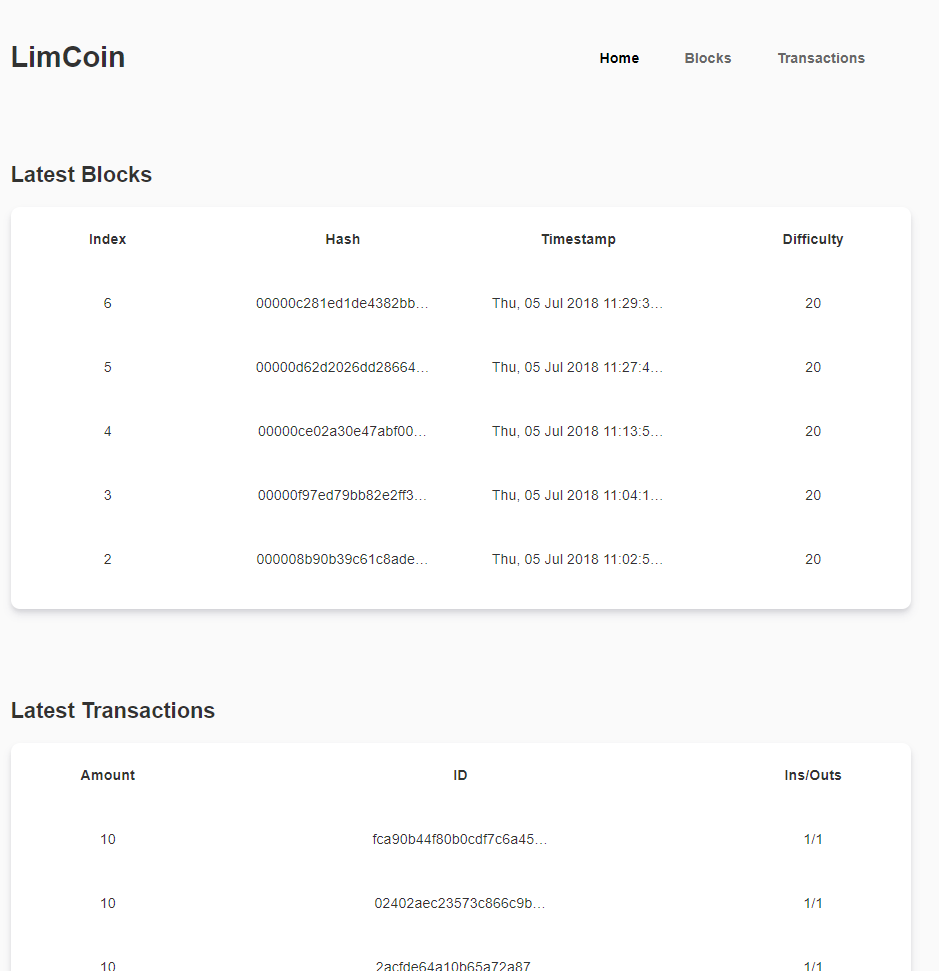 LimCoin Home Blocks Transactions
Latest Blocks
Index Hash Timestamp Difficulty
6 00000c281ed1de4382bb... Thu, 05 Jul 2018 11:29:3... 20
5 00000d62d2026dd28664... Thu, 05 Jul 2018 11:27:4... 20
4 00000ce02a30e47abf00... Thu, 05 Jul 2018 11:13:5... 20
3 00000f97ed79bb82e2ff3... Thu, 05 Jul 2018 11:04:1... 20
2 000008b90b39c61c8ade... Thu, 05 Jul 2018 11:02:5... 20
Latest Transactions
Amount ID Ins/Outs
10 fca90b44f80b0cdf7c6a45... 1/1
10 02402aec23573c866c9b... 1/1
10 2acfde64a10b65a72a87 1/1